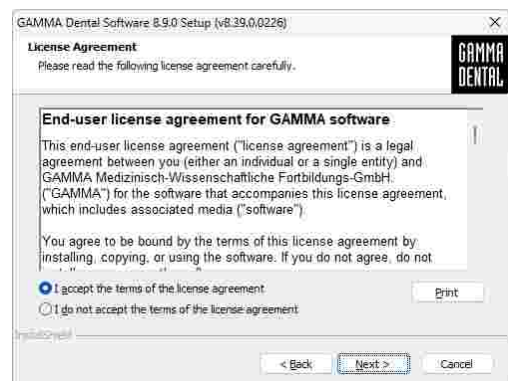 GAMMA Dental Software 8.9.0 Setup (v8.39.0.0226)
License Agreement
Please read the following license agreement carefully.
GAMMA
DENTAL
End-user license agreement for GAMMA software
This end-user license agreement ("license agreement") is a legal
agreement between you (either an individual or a single entity) and
GAMMA Medizinisch-Wissenschaftliche Fortbildungs-GmbH.
("GAMMA") for the software that accompanies this license agreement,
which includes associated media ("software").
You agree to be bound by the terms of this license agreement by
installing, copying, or using the software. If you do not agree, do not
I accept the terms of the license agreement
Print
I do not accept the terms of the license agreement
InstallShield
< Back
Next >
Cancel